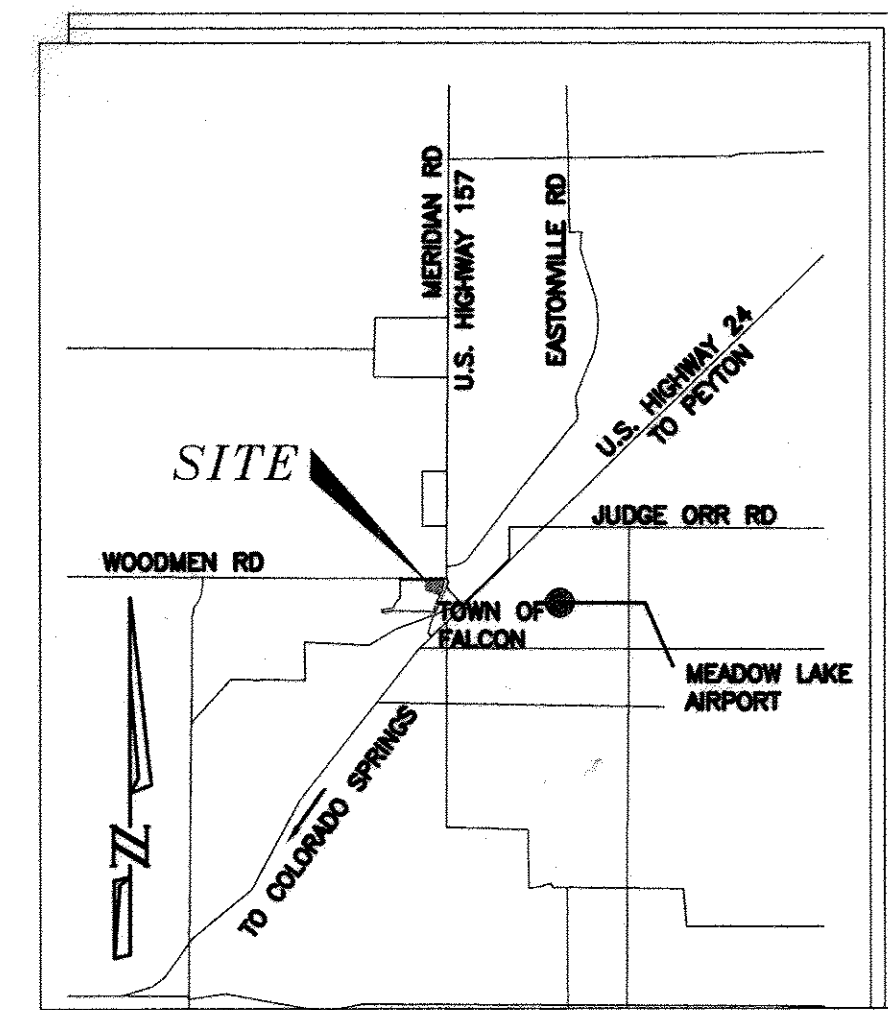 MERIDIAN RD
U.S. HIGHWAY 157
EASTONVILLE RD
U.S. HIGHWAY 24
TO PEYTON
SITE
JUDGE ORR RD
WOODMEN RD
TOWN OF
FALCON
MEADOW LAKE
AIRPORT
TO COLORADO SPRINGS
N